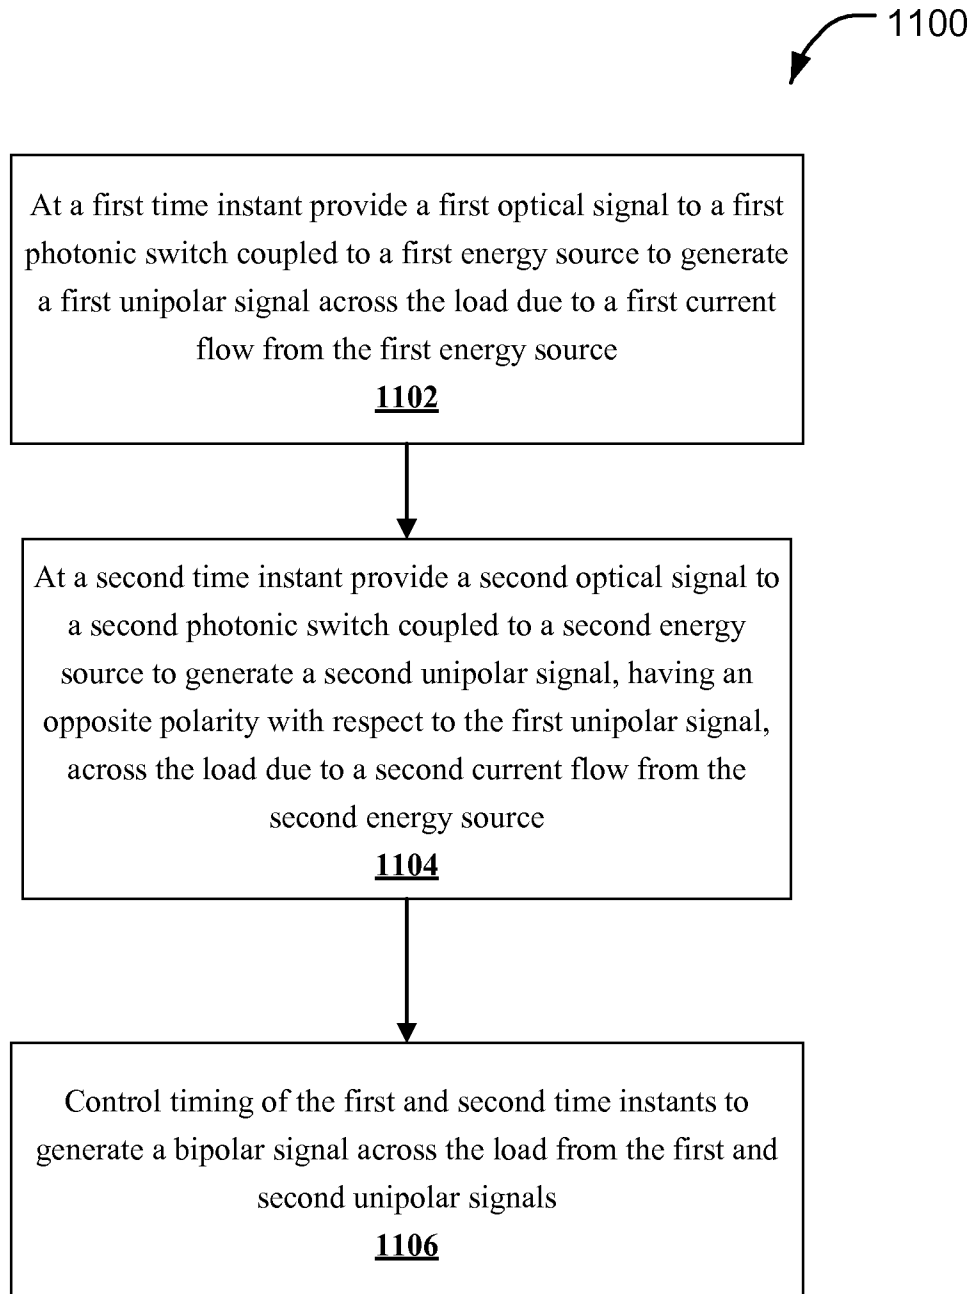 1100
At a first time instant provide a first optical signal to a first
photonic switch coupled to a first energy source to generate
a first unipolar signal across the load due to a first current
flow from the first energy source
1102
At a second time instant provide a second optical signal to
a second photonic switch coupled to a second energy
source to generate a second unipolar signal, having an
opposite polarity with respect to the first unipolar signal,
across the load due to a second current flow from the
second energy source
1104
Control timing of the first and second time instants to
generate a bipolar signal across the load from the first and
second unipolar signals
1106